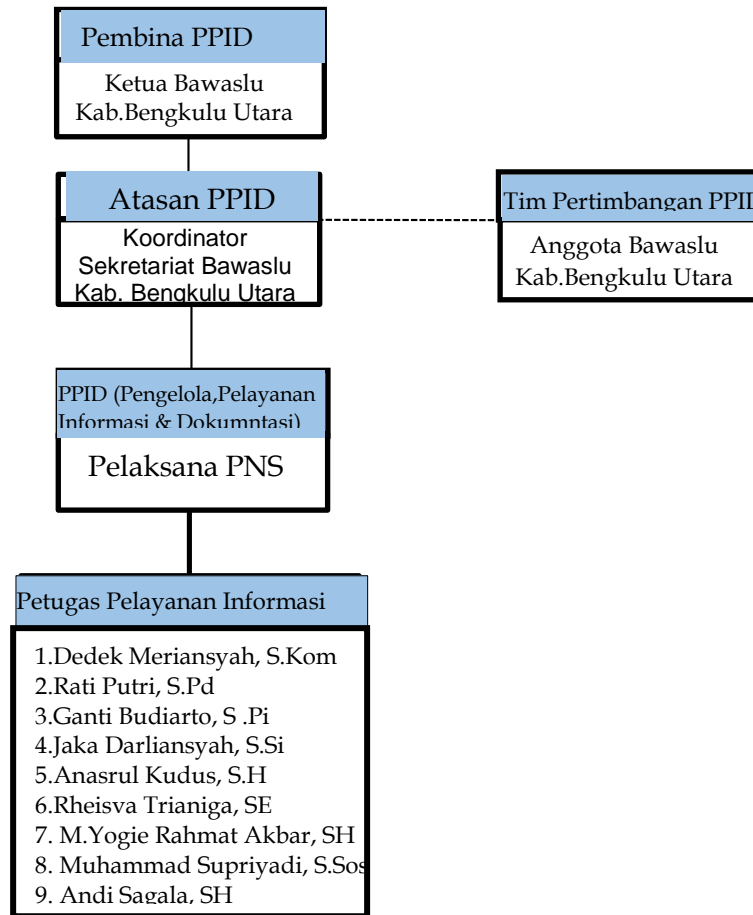 Pembina PPID
Ketua Bawaslu
Kab.Bengkulu Utara
Atasan PPID
Koordinator
Sekretariat Bawaslu
Kab. Bengkulu Utara
Tim Pertimbangan PPID
Anggota Bawaslu
Kab.Bengkulu Utara
PPID (Pengelola,Pelayanan
Informasi & Dokumntasi)
Pelaksana PNS
Petugas Pelayanan Informasi
1.Dedek Meriansyah, S.Kom
2.Rati Putri, S.Pd
3.Ganti Budiarto, S .Pi
4.Jaka Darliansyah, S.Si
5.Anasrul Kudus, S.H
6.Rheisva Trianiga, SE
7. M.Yogie Rahmat Akbar, SH
8. Muhammad Supriyadi, S.Sos
9. Andi Sagala, SH